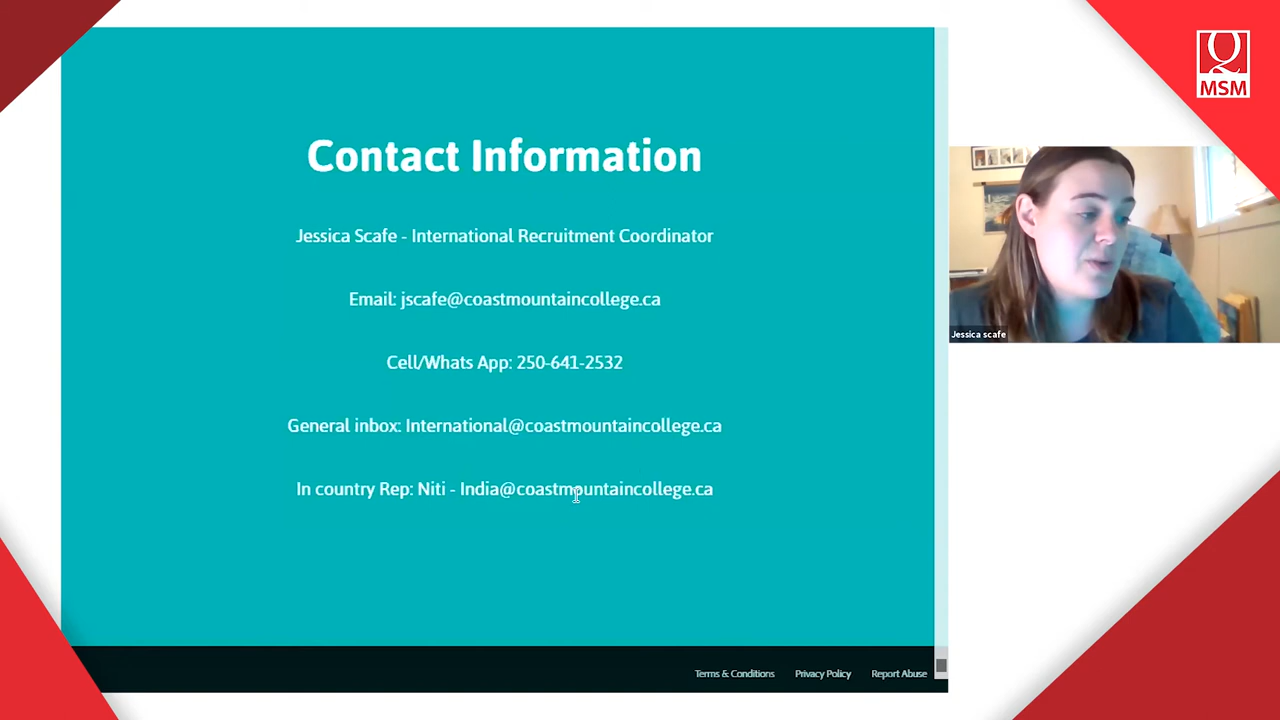 Contact Information
Jessica Scafe - International Recruitment Coordinator
Email: jscafe@coastmountaincollege.ca
Cell/Whats App: 250-641-2532
General inbox: International@coastmountaincollege.ca
In country Rep: Niti - India@coastmountaincollege.ca
Terms & Conditions Privacy Policy Report Abuse
Q
MSM
Jessica scafe